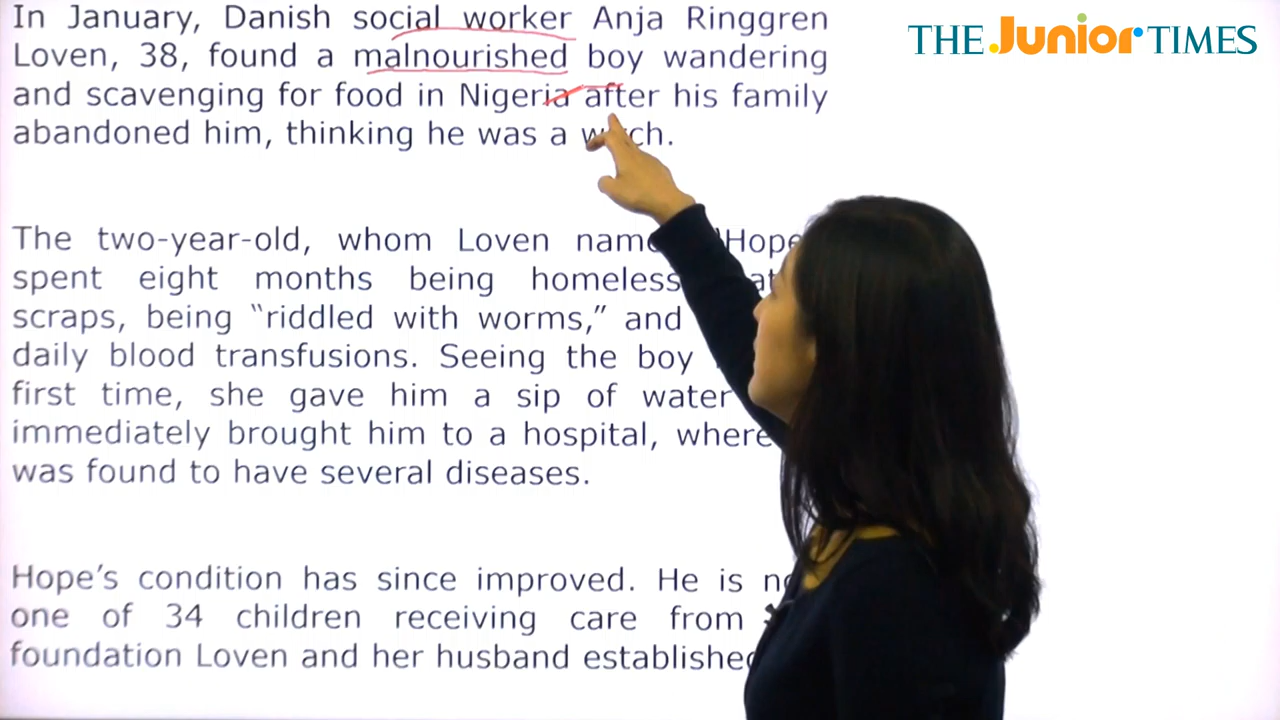 In January, Danish social worker Anja Ringgren
Loven, 38, found a malnourished boy wandering
and scavenging for food in Nigeria after his family
abandoned him, thinking he was a
The two-year-old, whom Loven
spent eight months being homeless
scraps, being “riddled with worms,” and
daily blood transfusions. Seeing the boy
first time, she gave him a sip of water
immediately brought him to a hospital, where
was found to have several diseases.
Hope’s condition has since improved. He is
one of 34 children receiving care from
foundation Loven and her husband established
THE Junior TIMES